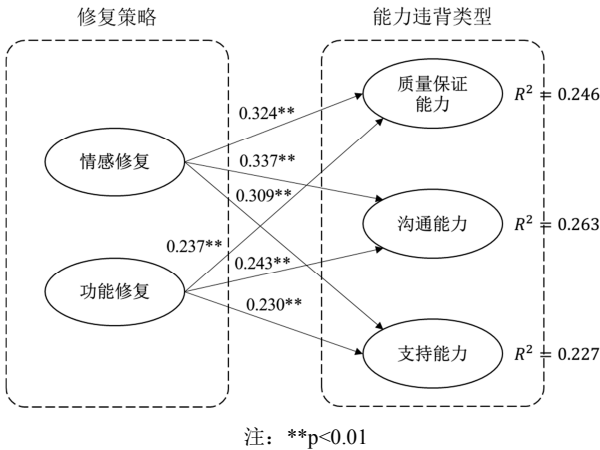 修复策略
能力违背类型
质量保证
能力
R² = 0.246
0.324**
情感修复
0.337**
0.309**
沟通能力
R² = 0.263
0.237**
0.243**
功能修复
0.230**
支持能力
R² = 0.227
注：**p<0.01